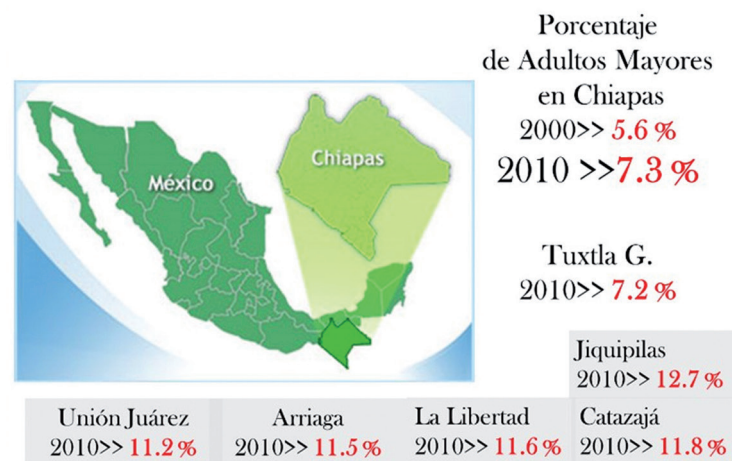 Porcentaje
de Adultos Mayores
en Chiapas
2000>> 5.6 %
2010 >>7.3 %
México
Chiapas
Tuxtla G.
2010>> 7.2 %
Jiquipilas
2010>> 12.7 %
Unión Juárez
2010>> 11.2 %
Arriaga
2010>> 11.5 %
La Libertad
2010>> 11.6 %
Catazajá
2010>> 11.8 %